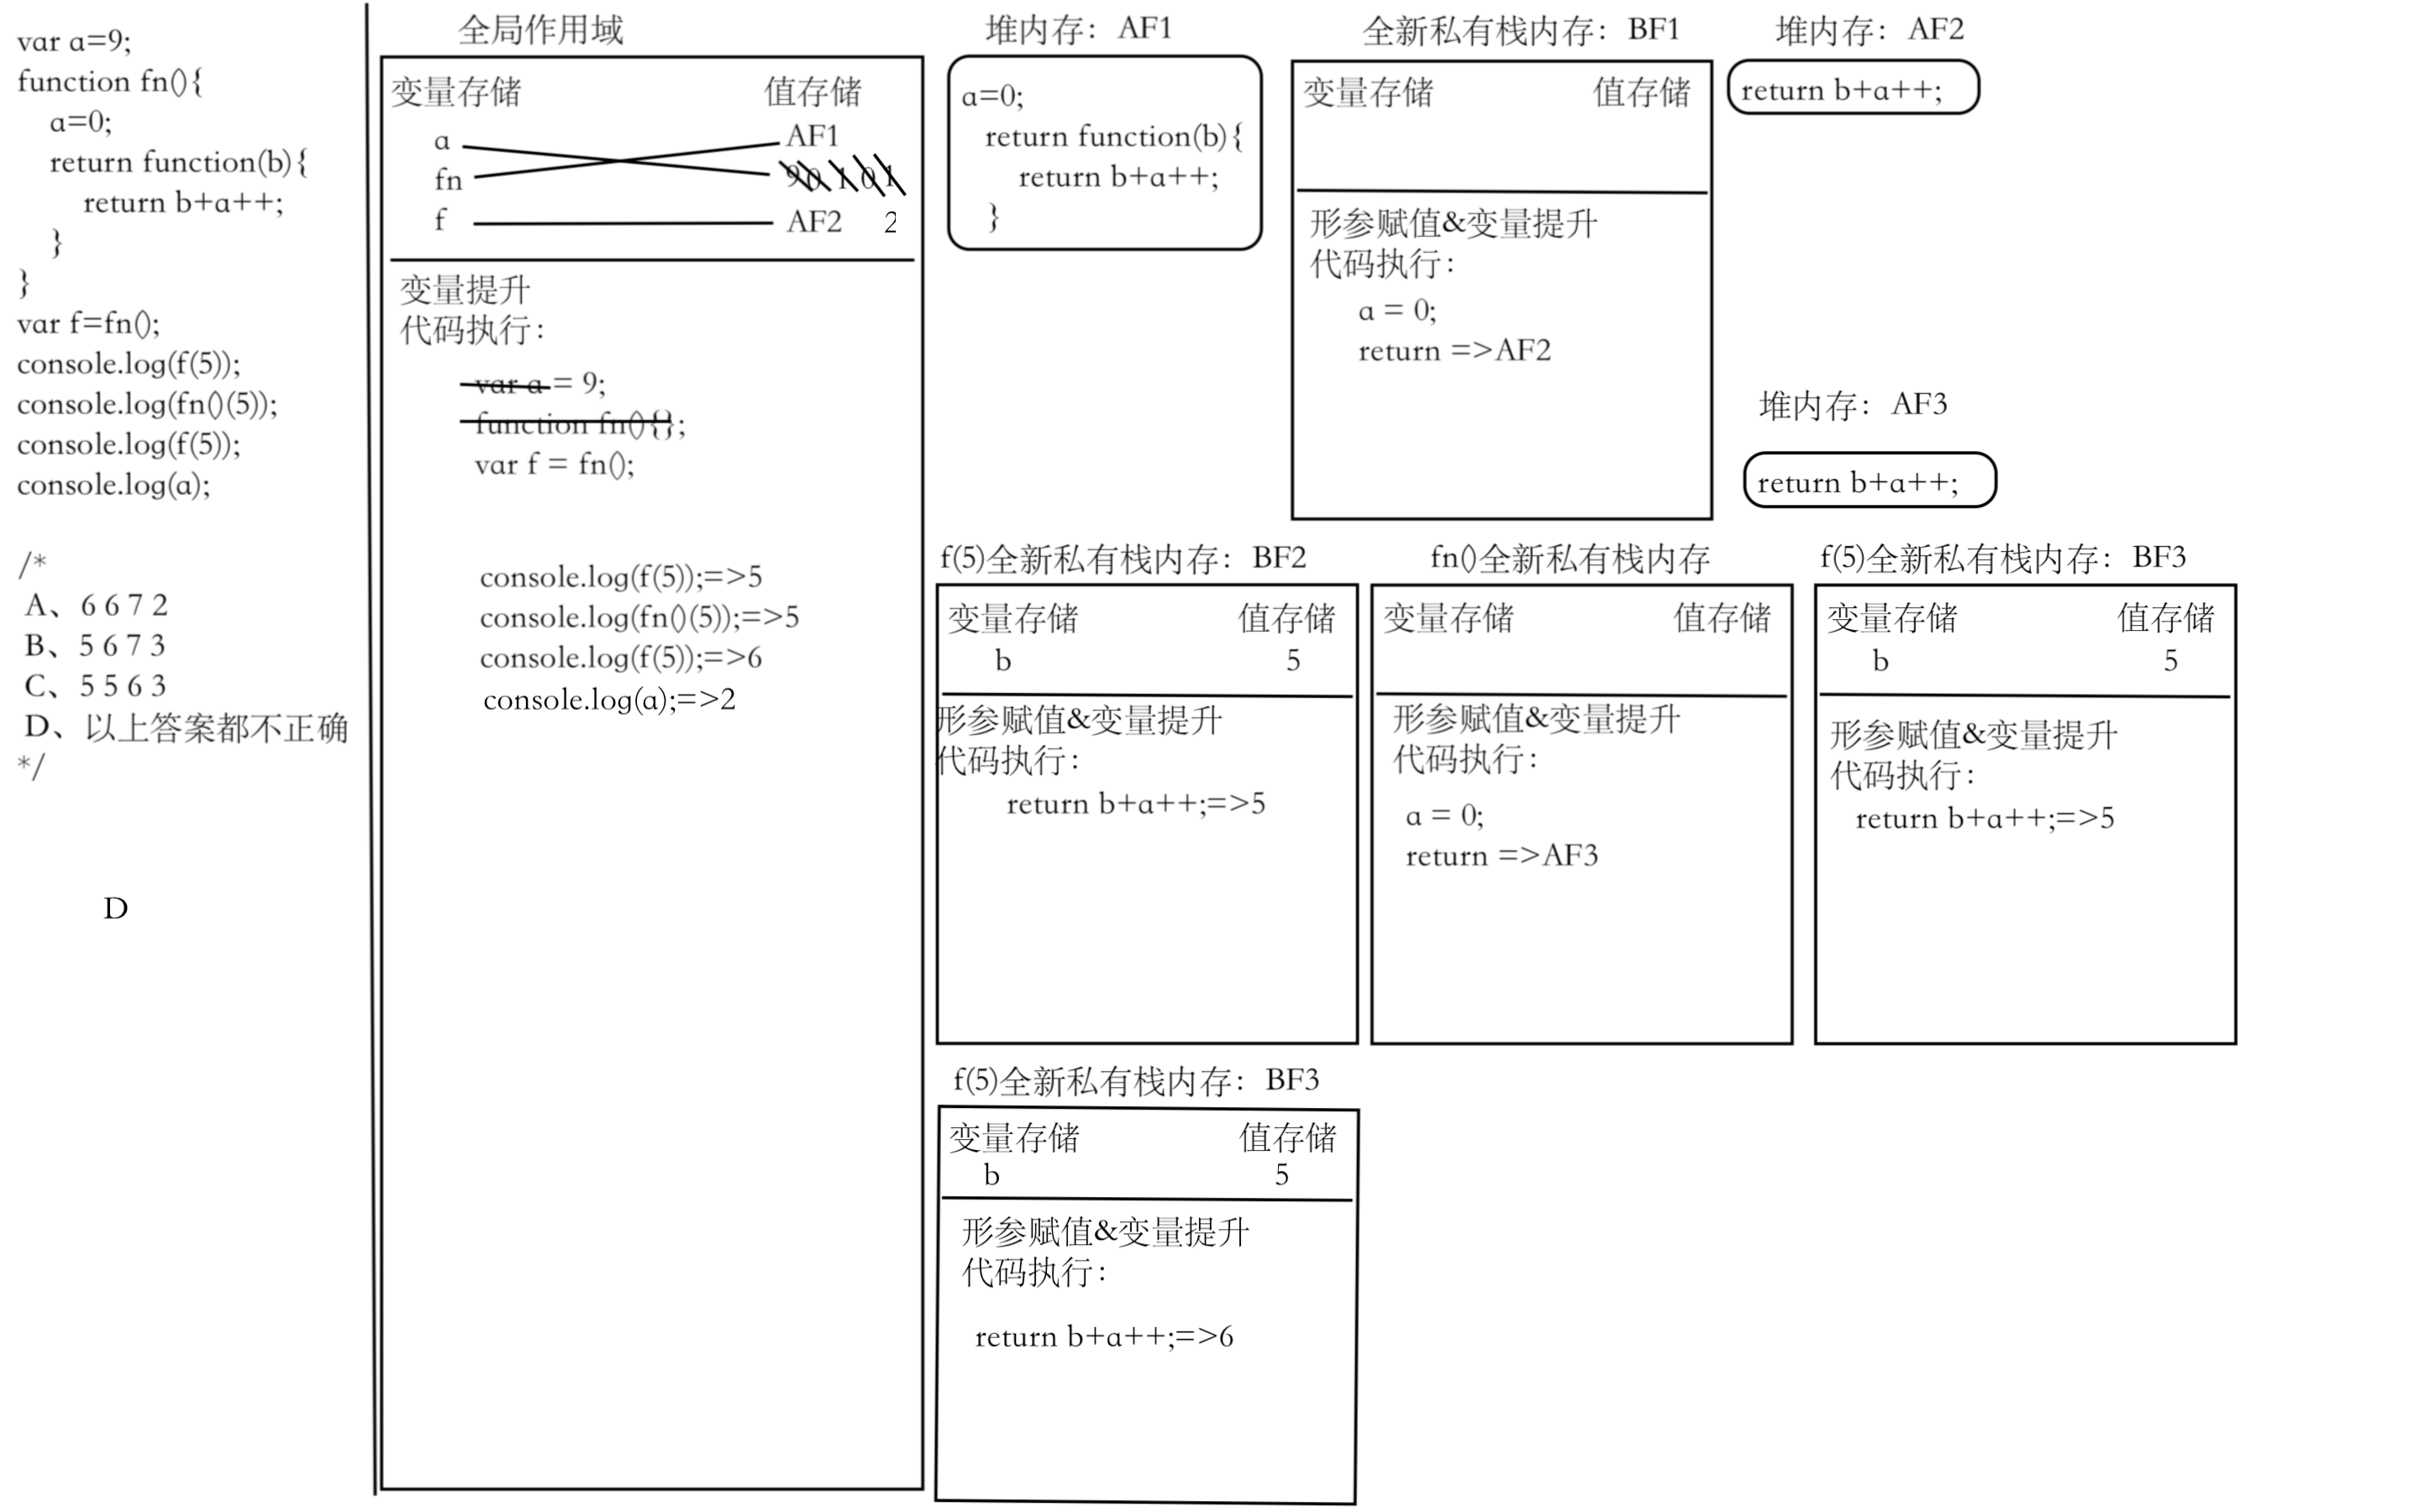 var a=9;
function fn(){
a=0;
return function(b){
return b+a++;
}
}
var f=fn();
console.log(f(5));
console.log(fn()(5));
console.log(f(5));
console.log(a);
/*
A、6 6 7 2
B、5 6 7 3
C、5 5 6 3
D、以上答案都不正确
*/
D
全局作用域
变量存储 值存储
a AF1
fn 9 0 1 0 1
f AF2 2
变量提升
代码执行：
var a = 9;
function fn(){};
var f = fn();
console.log(f(5));=>5
console.log(fn()(5));=>5
console.log(f(5));=>6
console.log(a);=>2
堆内存：AF1
a=0;
return function(b){
return b+a++;
}
全新私有栈内存：BF1
变量存储 值存储
形参赋值&变量提升
代码执行：
a = 0;
return =>AF2
堆内存：AF2
return b+a++;
堆内存：AF3
return b+a++;
f(5)全新私有栈内存：BF2
变量存储 值存储
b 5
形参赋值&变量提升
代码执行：
return b+a++;=>5
fn()全新私有栈内存
变量存储 值存储
形参赋值&变量提升
代码执行：
a = 0;
return =>AF3
f(5)全新私有栈内存：BF3
变量存储 值存储
b 5
形参赋值&变量提升
代码执行：
return b+a++;=>5
f(5)全新私有栈内存：BF3
变量存储 值存储
b 5
形参赋值&变量提升
代码执行：
return b+a++;=>6